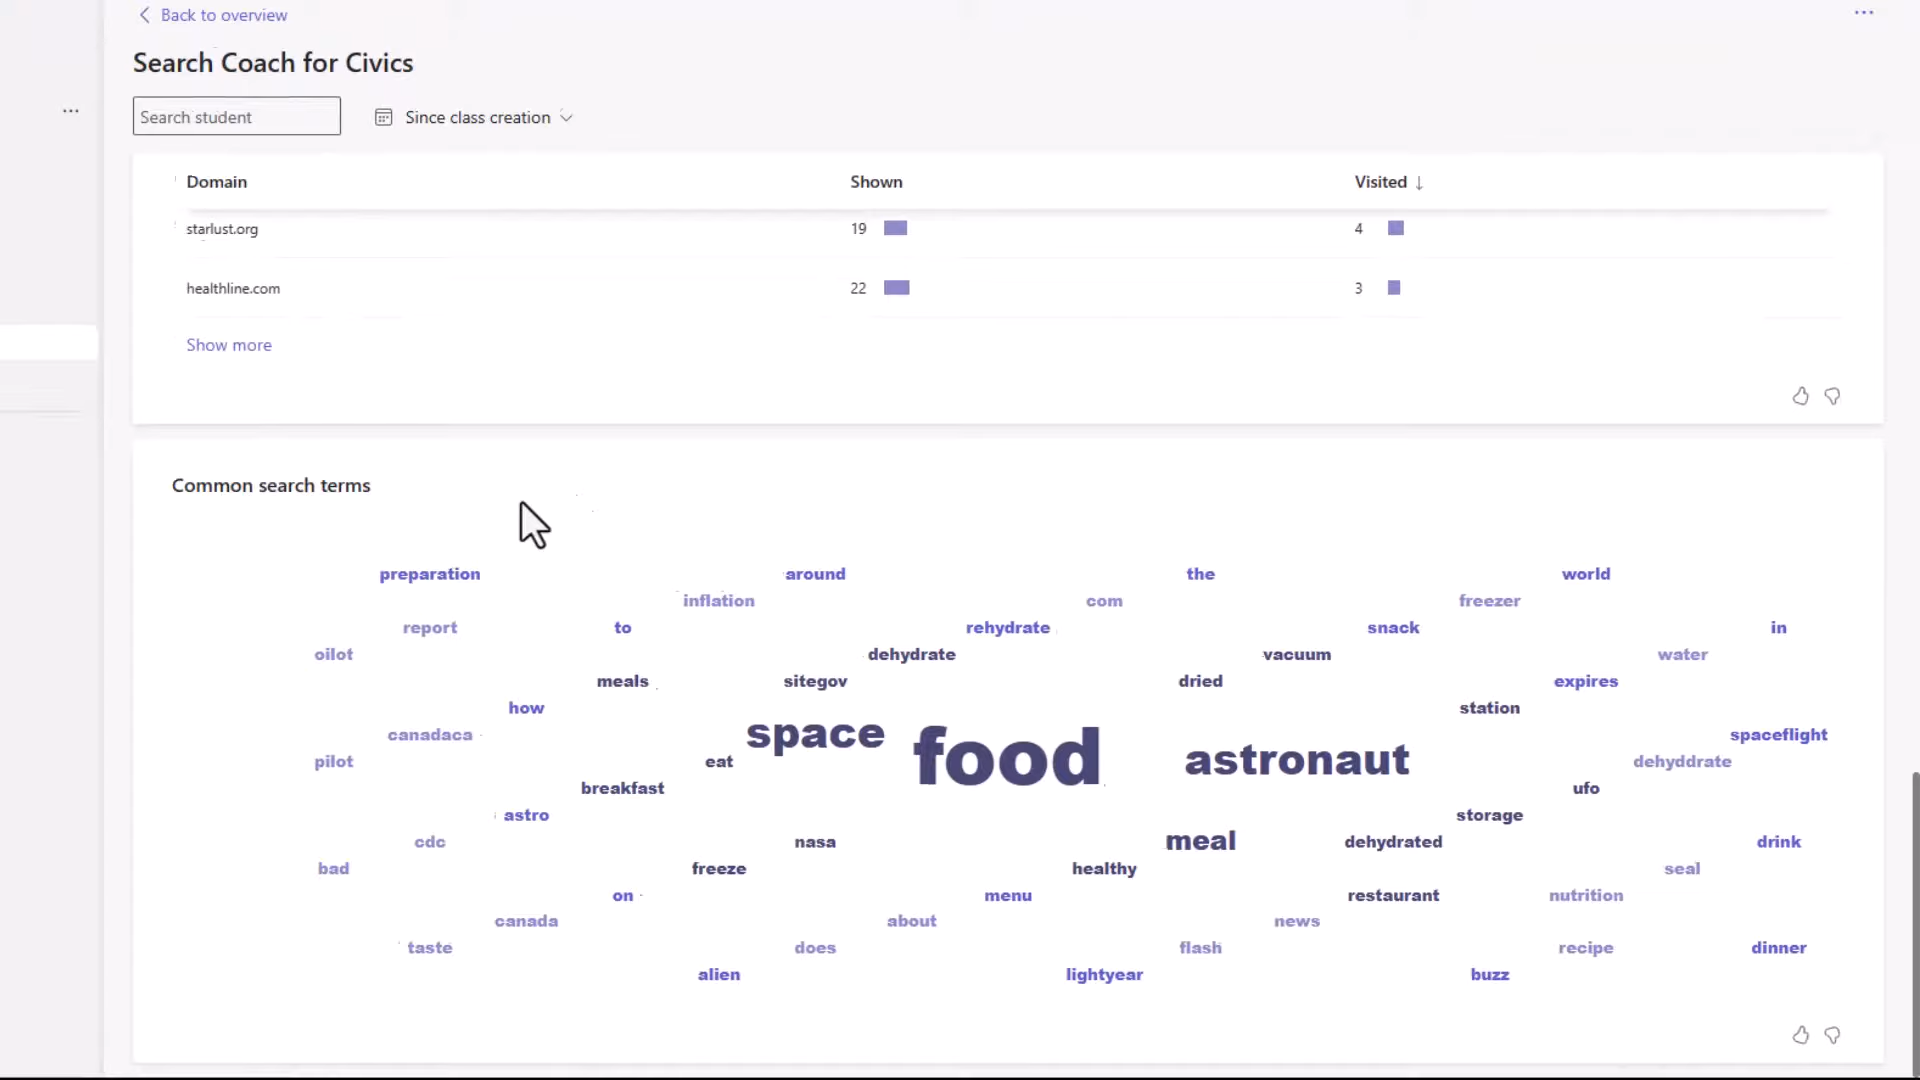 Back to overview
Search Coach for Civics
Search student Since class creation
Domain Shown Visited ↓
starlust.org 19 4
healthline.com 22 3
Show more
Common search terms
preparation around the world
inflation com freezer
report to rehydrate snack in
oilot dehydrate vacuum water
meals sitegov dried expires
how station
canadaca space food astronaut spaceflight
pilot eat dehyddrate
breakfast ufo
astro storage
cdc nasa meal dehydrated drink
bad freeze healthy seal
on menu restaurant nutrition
canada about news
taste does flash recipe dinner
alien lightyear buzz